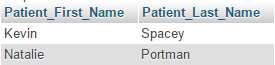 Patient_First_Name Patient_Last_Name
Kevin Spacey
Natalie Portman